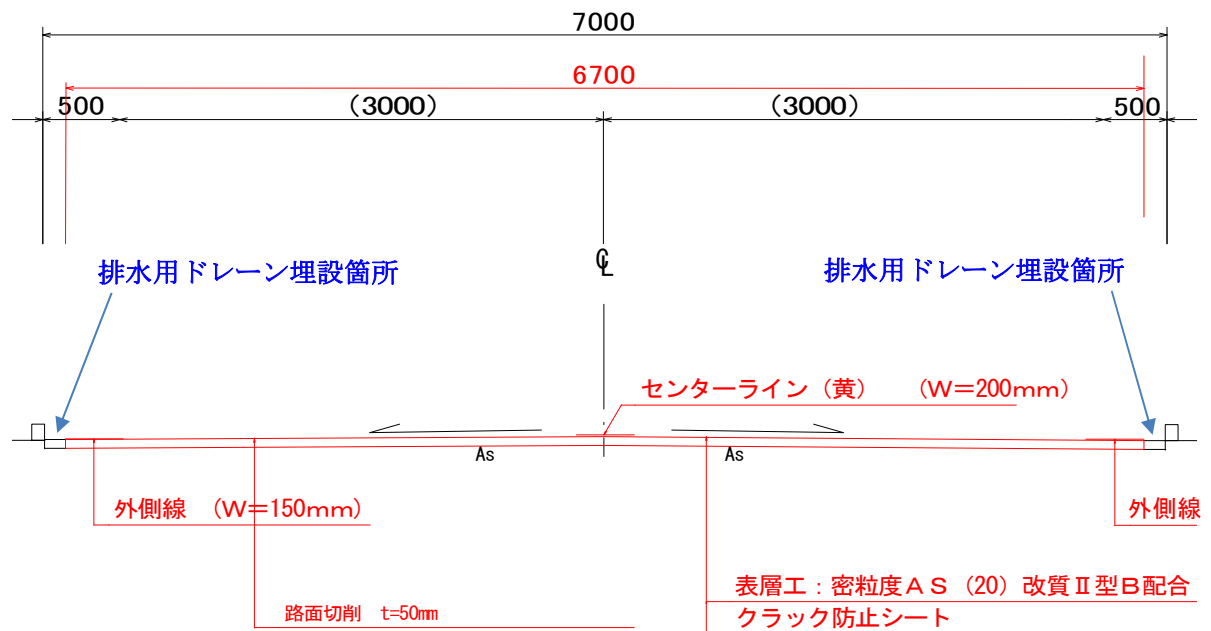 7000
6700
500 (3000) (3000) 500
℄
排水用ドレーン埋設箇所 排水用ドレーン埋設箇所
センターライン（黄） （W＝200mm）
As As
外側線 （W＝150mm） 外側線
路面切削 t=50mm
表層工：密粒度ＡＳ（20）改質Ⅱ型Ｂ配合
クラック防止シート